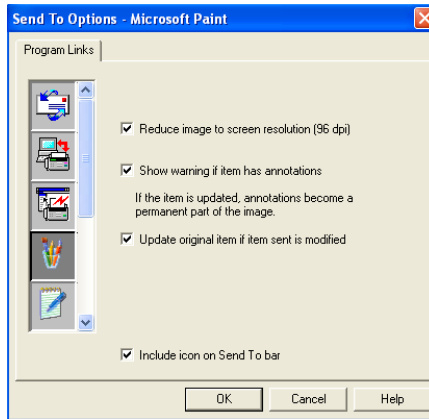 Send To Options - Microsoft Paint
Program Links
Reduce image to screen resolution (96 dpi)
Show warning if item has annotations
If the item is updated, annotations become a
permanent part of the image.
Update original item if item sent is modified
Include icon on Send To bar
OK Cancel Help